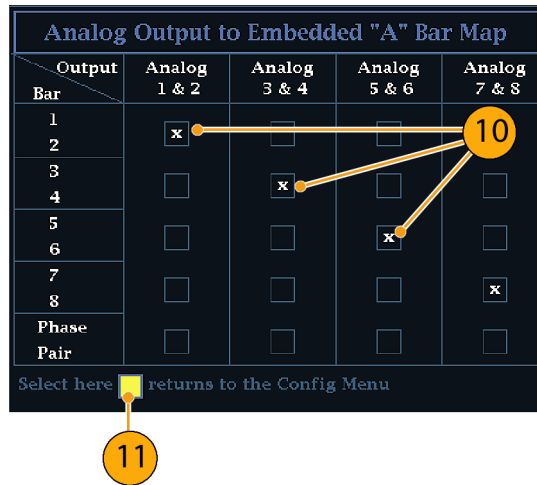 Analog Output to Embedded "A" Bar Map
Output Analog Analog Analog Analog
Bar 1 & 2 3 & 4 5 & 6 7 & 8
1
2 x
10
3
4 x
5
6 x
7
8 x
Phase
Pair
Select here returns to the Config Menu
11